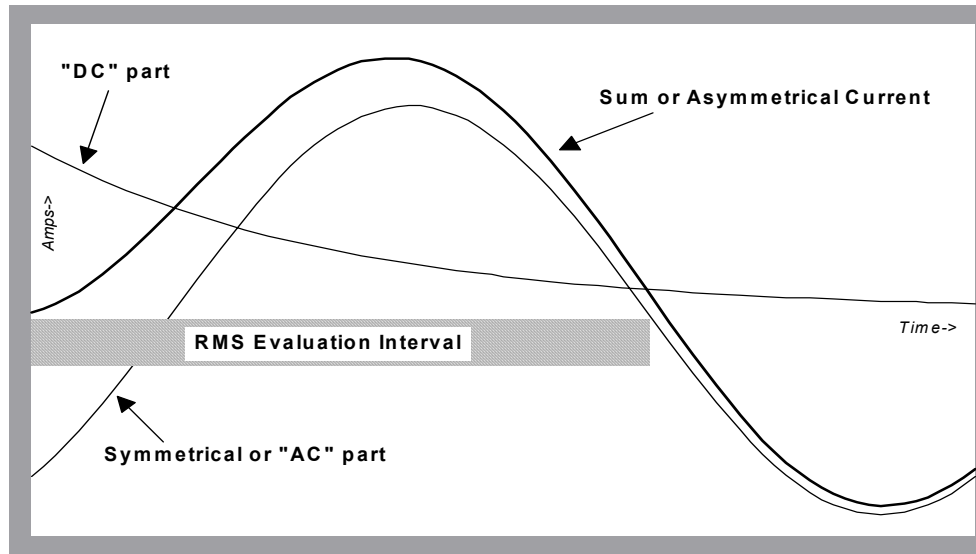 "DC" part
Sum or Asymmetrical Current
Amps->
Time->
RMS Evaluation Interval
Symmetrical or "AC" part